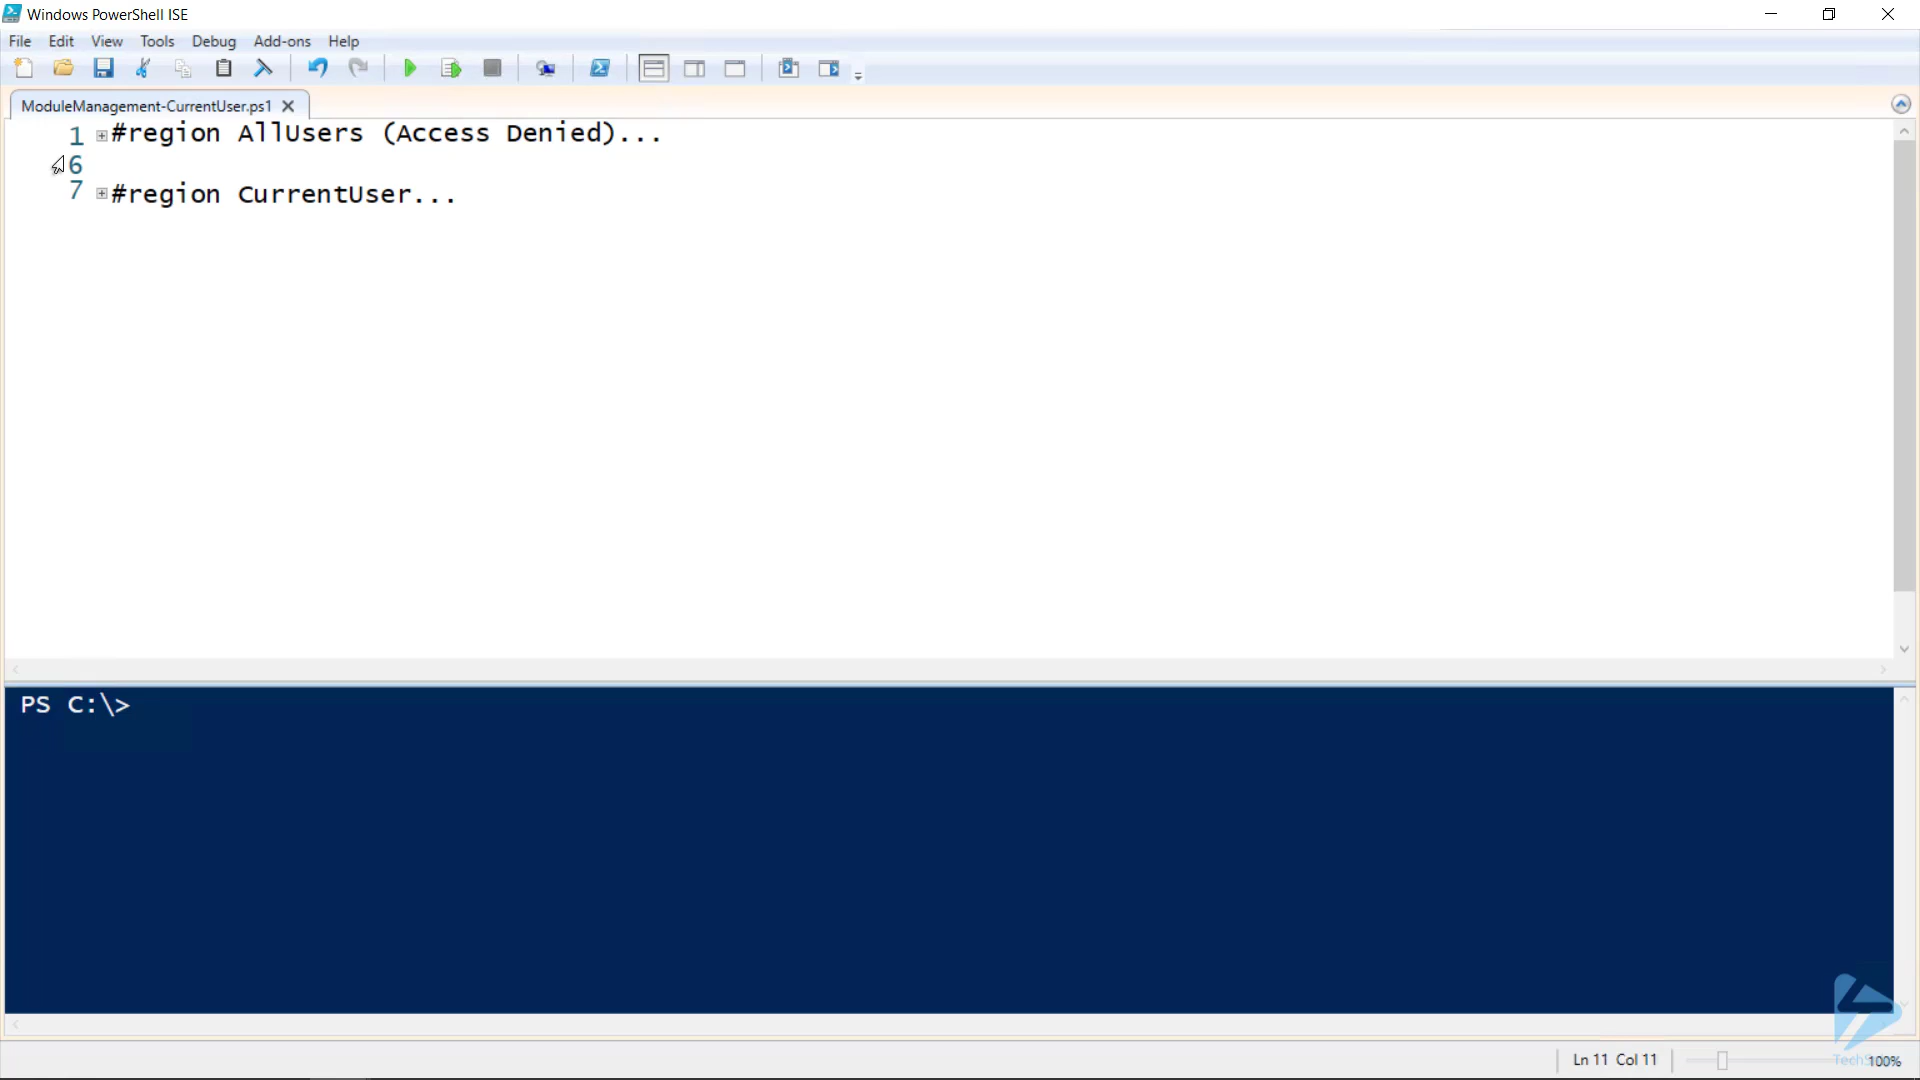 Windows PowerShell ISE
File Edit View Tools Debug Add-ons Help
ModuleManagement-CurrentUser.ps1
1 #region AllUsers (Access Denied)...
6
7 #region CurrentUser...
PS C:\>
Ln 11 Col 11
100%